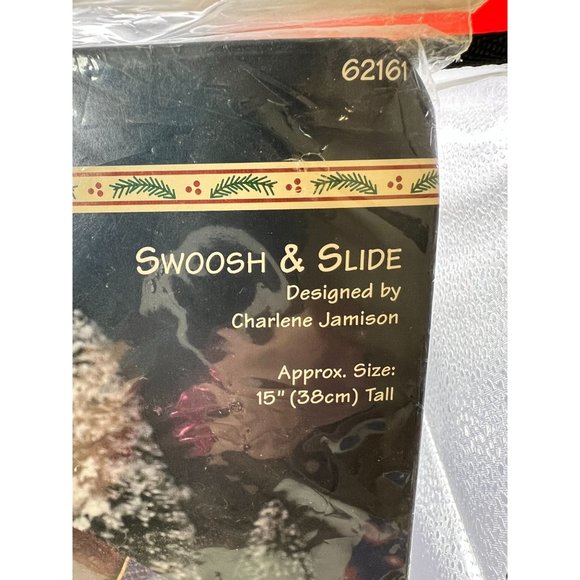 62161
SWOOSH & SLIDE
Designed by
Charlene Jamison
Approx. Size:
15" (38cm) Tall